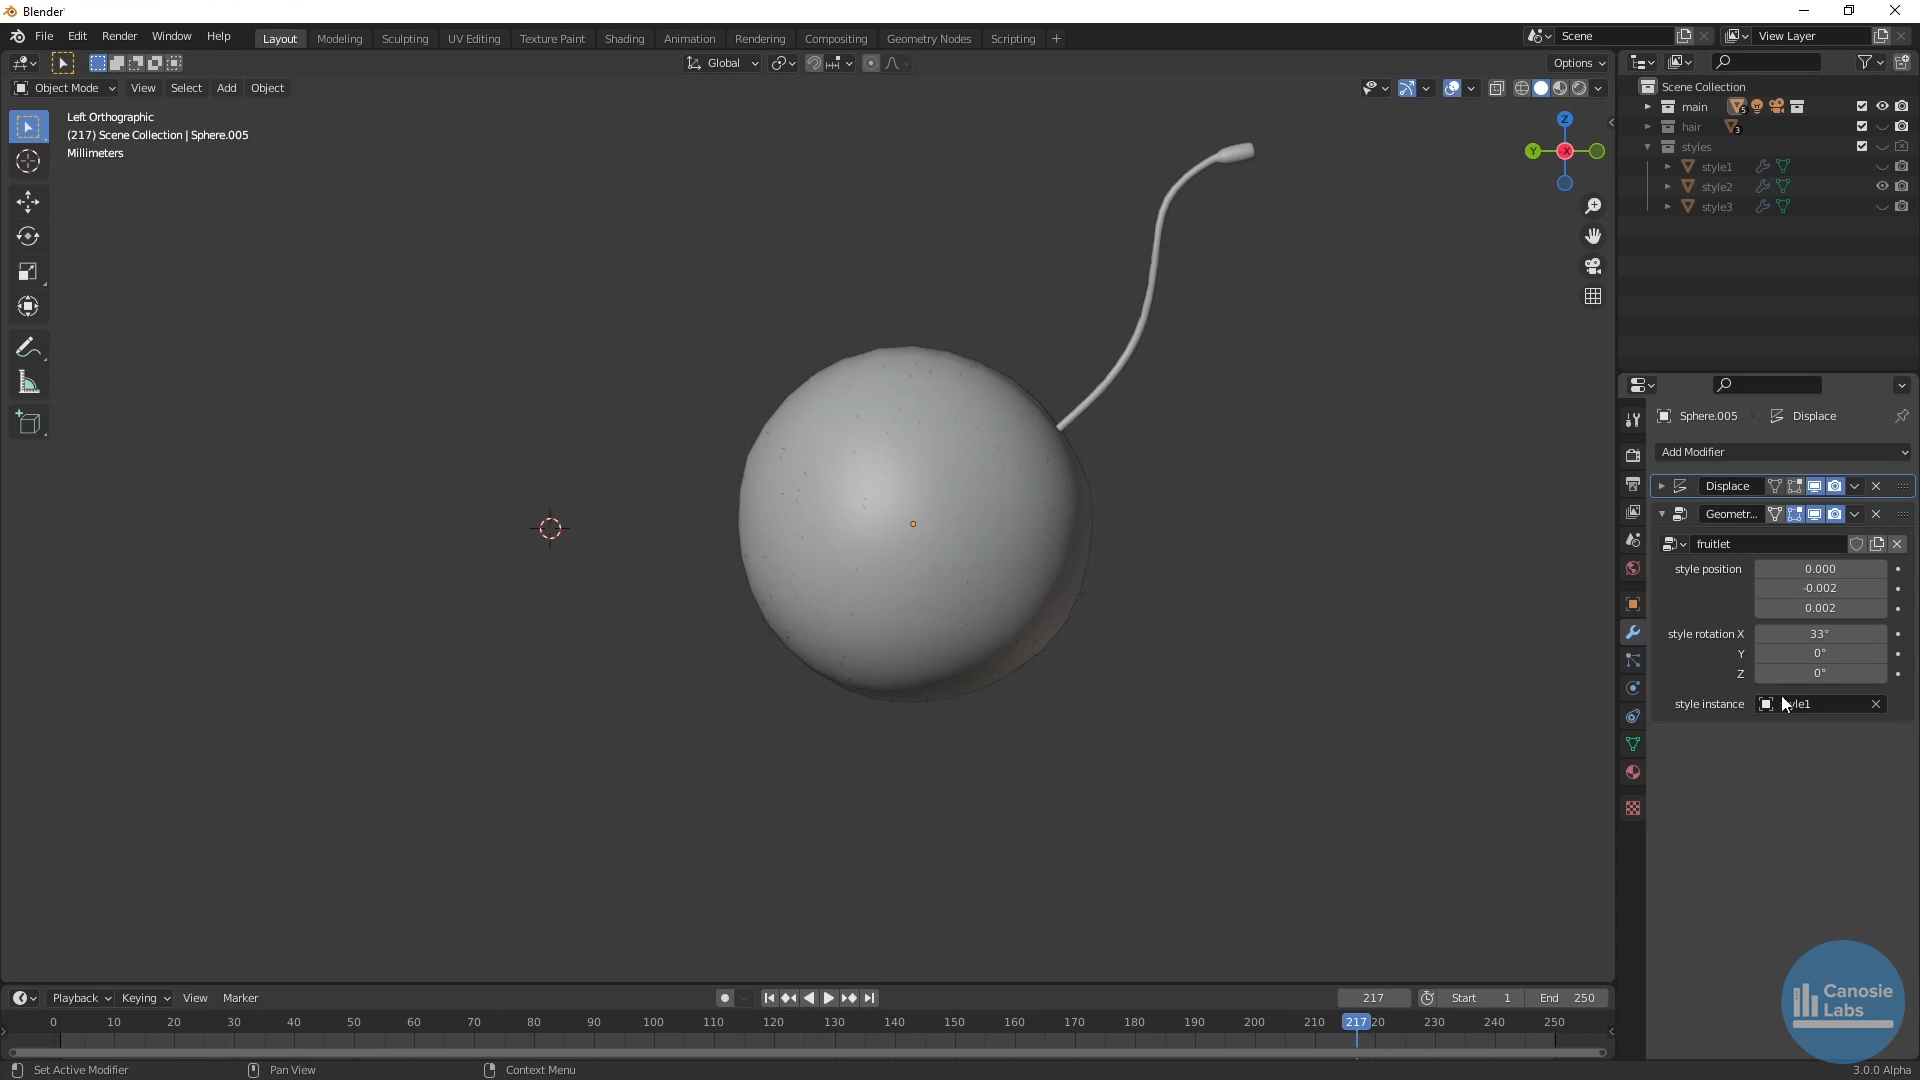 Blender
File Edit Render Window Help
Layout Modeling Sculpting UV Editing Texture Paint Shading Animation Rendering Compositing Geometry Nodes Scripting +
Scene
View Layer
Global
Options
Object Mode View Select Add Object
Left Orthographic
(217) Scene Collection | Sphere.005
Millimeters
Z
Y
-X
Scene Collection
main 5
hair 3
styles
style1
style2
style3
Sphere.005 Displace
Add Modifier
Displace
Geometr...
fruitlet
style position 0.000
-0.002
0.002
style rotation X 33°
Y 0°
Z 0°
style instance yle1
Playback Keying View Marker
217 Start 1 End 250
0 10 20 30 40 50 60 70 80 90 100 110 120 130 140 150 160 170 180 190 200 210 217 20 230 240 250
Set Active Modifier Pan View Context Menu
3.0.0 Alpha
Canosie
Labs